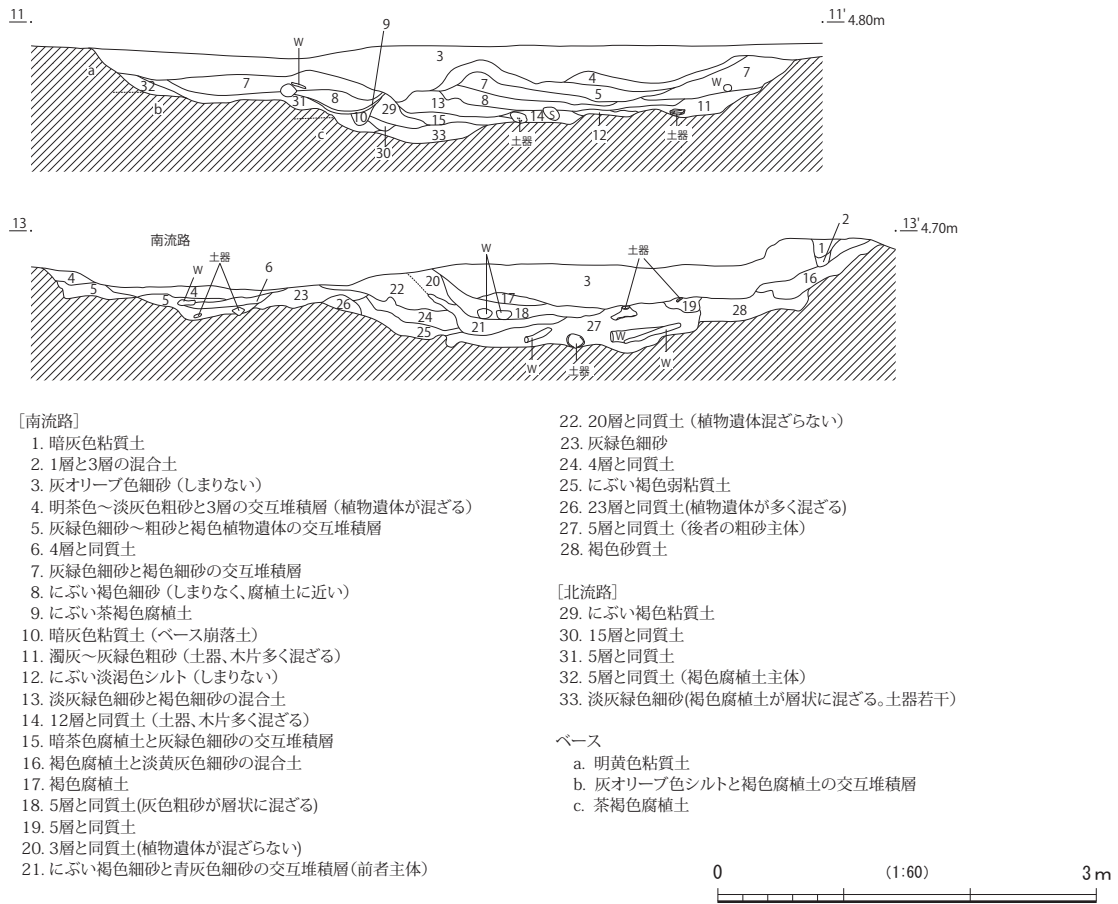 11
9
11' 4.80m
W
3
a
32
7
b
31
8
10
29
c
30
13
15
33
7
8
4
5
14
S
土器
12
W
7
11
土器
13
南流路
13' 4.70m
2
1
土器
W
6
4
5
5
4
23
26
22
20
24
25
W
17
18
21
3
土器
27
19
28
16
W
W
土器
W
[南流路]
1. 暗灰色粘質土
2. 1層と3層の混合土
3. 灰オリーブ色細砂（しまりない）
4. 明茶色～淡灰色粗砂と3層の交互堆積層（植物遺体が混ざる）
5. 灰緑色細砂～粗砂と褐色植物遺体の交互堆積層
6. 4層と同質土
7. 灰緑色細砂と褐色細砂の交互堆積層
8. にぶい褐色細砂（しまりなく、腐植土に近い）
9. にぶい茶褐色腐植土
10. 暗灰色粘質土（ベース崩落土）
11. 濁灰～灰緑色粗砂（土器、木片多く混ざる）
12. にぶい淡渇色シルト（しまりない）
13. 淡灰緑色細砂と褐色細砂の混合土
14. 12層と同質土（土器、木片多く混ざる）
15. 暗茶色腐植土と灰緑色細砂の交互堆積層
16. 褐色腐植土と淡黄灰色細砂の混合土
17. 褐色腐植土
18. 5層と同質土(灰色粗砂が層状に混ざる)
19. 5層と同質土
20. 3層と同質土(植物遺体が混ざらない)
21. にぶい褐色細砂と青灰色細砂の交互堆積層(前者主体)
22. 20層と同質土（植物遺体混ざらない）
23. 灰緑色細砂
24. 4層と同質土
25. にぶい褐色弱粘質土
26. 23層と同質土(植物遺体が多く混ざる)
27. 5層と同質土（後者の粗砂主体）
28. 褐色砂質土
[北流路]
29. にぶい褐色粘質土
30. 15層と同質土
31. 5層と同質土
32. 5層と同質土（褐色腐植土主体）
33. 淡灰緑色細砂(褐色腐植土が層状に混ざる。土器若干）
ベース
a. 明黄色粘質土
b. 灰オリーブ色シルトと褐色腐植土の交互堆積層
c. 茶褐色腐植土
0 (1:60) 3 m